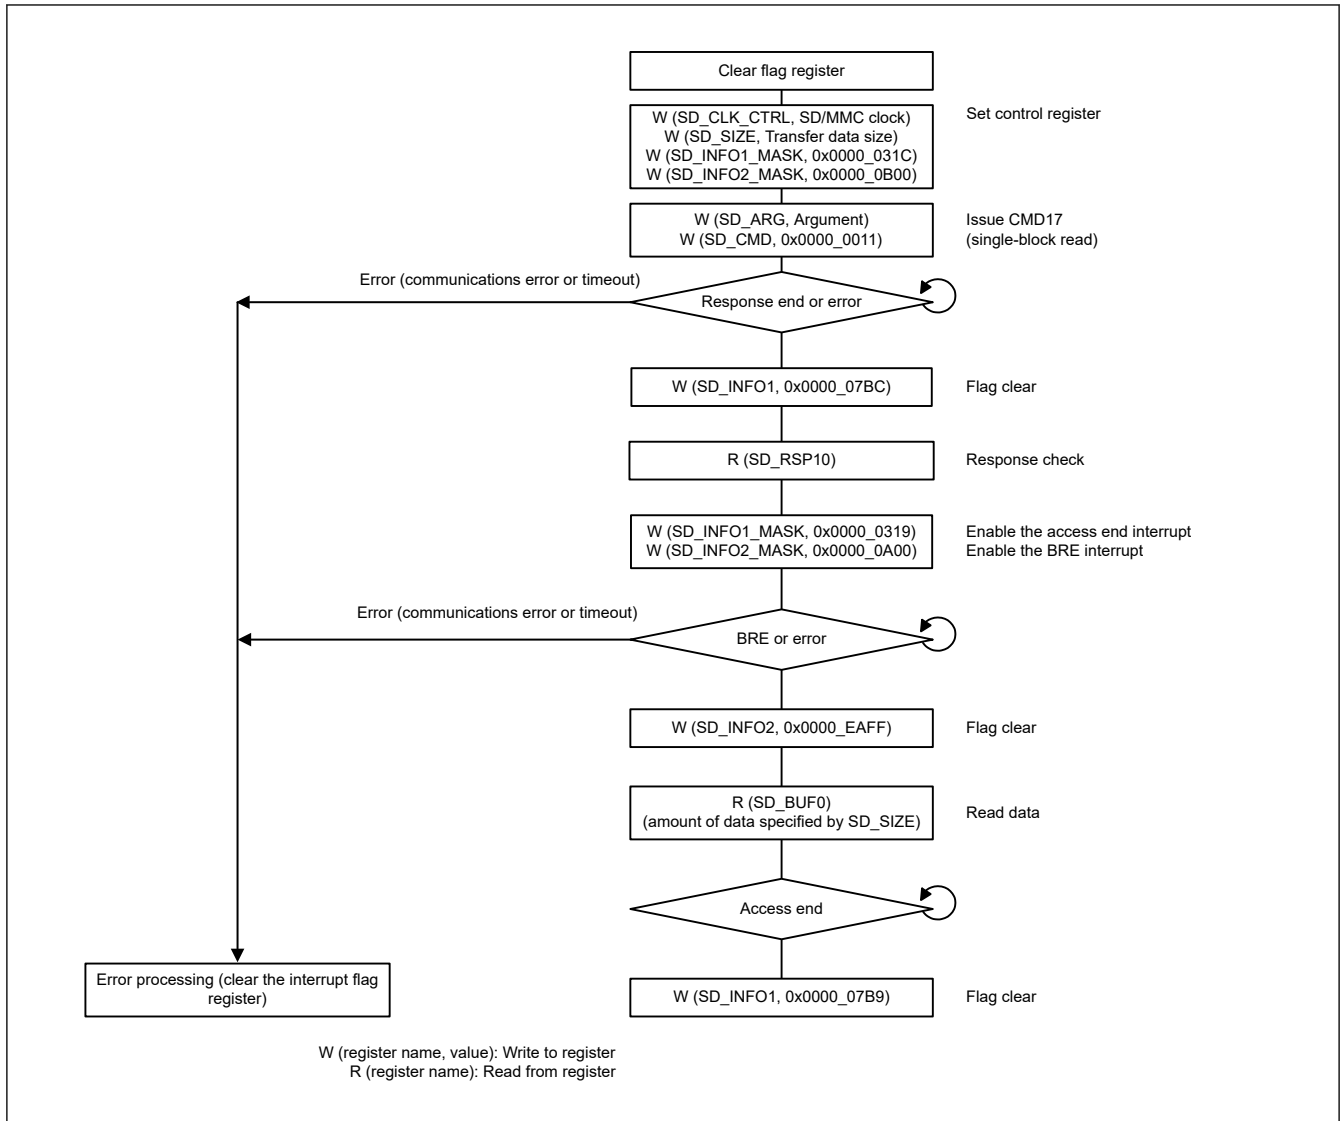 Clear flag register
W (SD_CLK_CTRL, SD/MMC clock)
W (SD_SIZE, Transfer data size)
W (SD_INFO1_MASK, 0x0000_031C)
W (SD_INFO2_MASK, 0x0000_0B00)
Set control register
W (SD_ARG, Argument)
W (SD_CMD, 0x0000_0011)
Issue CMD17
(single-block read)
Error (communications error or timeout)
Response end or error
W (SD_INFO1, 0x0000_07BC)
Flag clear
R (SD_RSP10)
Response check
W (SD_INFO1_MASK, 0x0000_0319)
W (SD_INFO2_MASK, 0x0000_0A00)
Enable the access end interrupt
Enable the BRE interrupt
Error (communications error or timeout)
BRE or error
W (SD_INFO2, 0x0000_EAFF)
Flag clear
R (SD_BUF0)
(amount of data specified by SD_SIZE)
Read data
Access end
Error processing (clear the interrupt flag
register)
W (SD_INFO1, 0x0000_07B9)
Flag clear
W (register name, value): Write to register
R (register name): Read from register